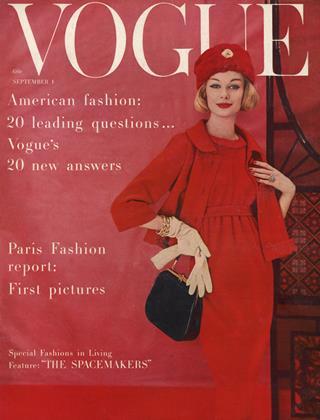 VOGUE
60c
SEPTEMBER 1
American fashion:
20 leading questions...
Vogue's
20 new answers
Paris Fashion
report:
First pictures
Special Fashions in Living
Feature: "THE SPACEMAKERS"